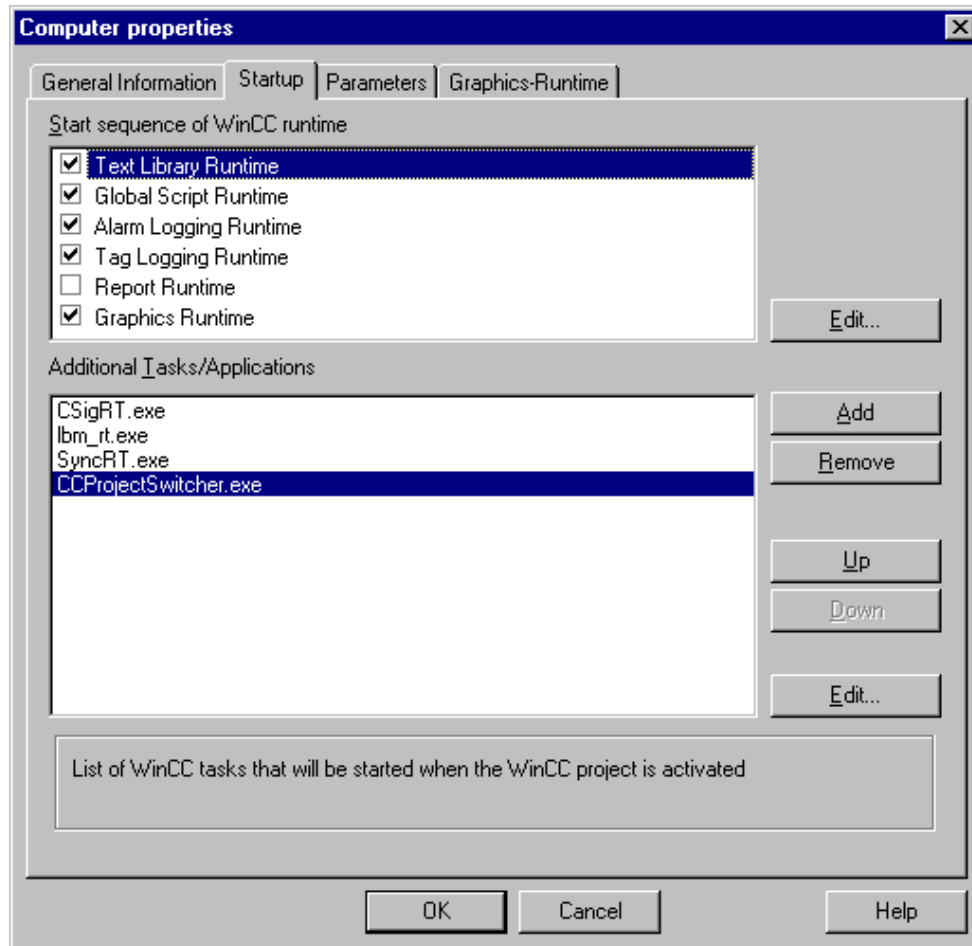 Computer properties
General Information Startup Parameters Graphics-Runtime
Start sequence of WinCC runtime
Text Library Runtime
Global Script Runtime
Alarm Logging Runtime
Tag Logging Runtime
Report Runtime
Graphics Runtime
Edit...
Additional Tasks/Applications
CSigRT.exe
lbm_rt.exe
SyncRT.exe
CCProjectSwitcher.exe
Add
Remove
Up
Down
Edit...
List of WinCC tasks that will be started when the WinCC project is activated
OK Cancel Help